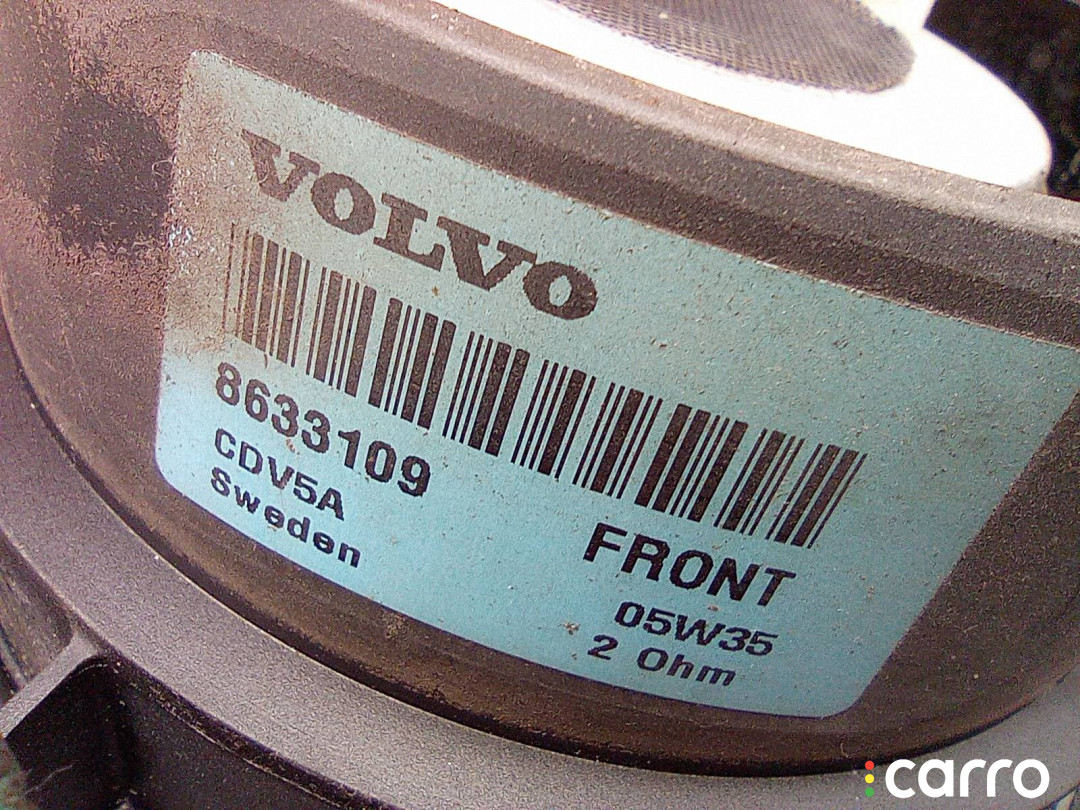 VOLVO
8633109
CDV5A
Sweden
FRONT
05W35
2 Ohm
carro